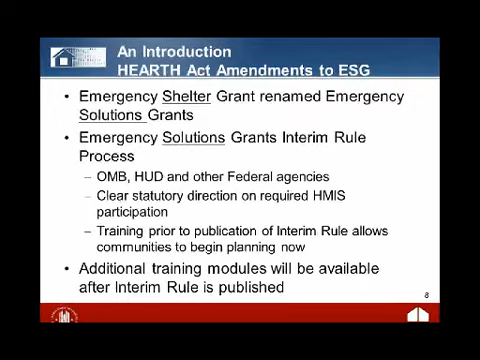 An Introduction
HEARTH Act Amendments to ESG
• Emergency Shelter Grant renamed Emergency
Solutions Grants
• Emergency Solutions Grants Interim Rule
Process
– OMB, HUD and other Federal agencies
– Clear statutory direction on required HMIS
participation
– Training prior to publication of Interim Rule allows
communities to begin planning now
• Additional training modules will be available
after Interim Rule is published
8